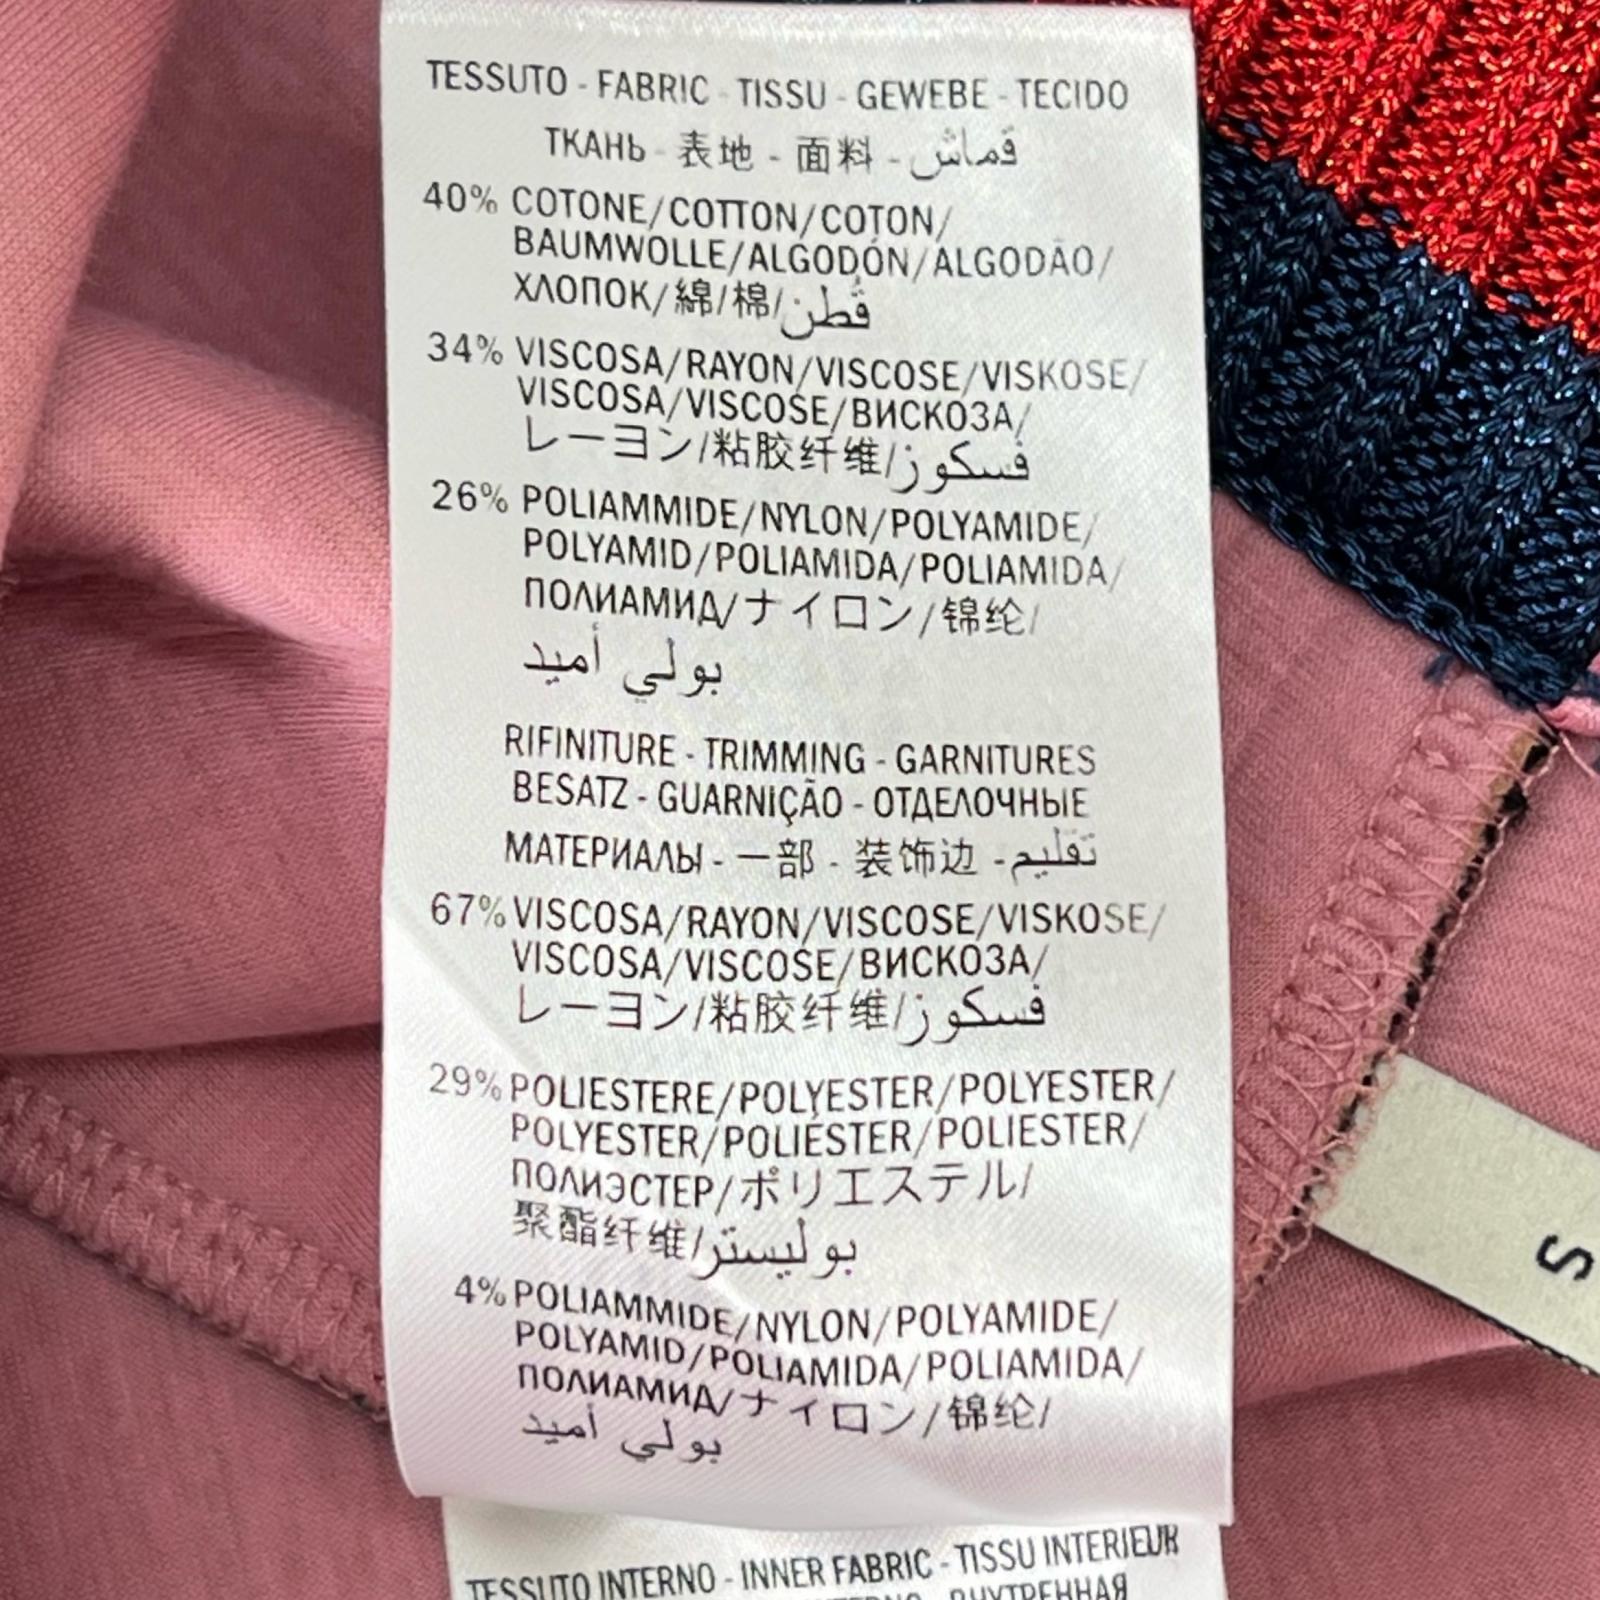 TESSUTO - FABRIC - TISSU - GEWEBE - TECIDO
ТКАНЬ - 表地 - 面料 - قماش
40% COTONE/COTTON/COTON/
BAUMWOLLE/ALGODÓN/ALGODÃO/
ХЛОПОК/綿/棉/قُطن
34% VISCOSA/RAYON/VISCOSE/VISKOSE/
VISCOSA/VISCOSE/ВИСКОЗА/
レーヨン/粘胶纤维/فسكوز
26% POLIAMMIDE/NYLON/POLYAMIDE/
POLYAMID/POLIAMIDA/POLIAMIDA/
ПОЛИАМИД/ナイロン/锦纶/
بولي أميد
RIFINITURE - TRIMMING - GARNITURES
BESATZ - GUARNIÇÃO - ОТДЕЛОЧНЫЕ
МАТЕРИАЛЫ - 一部 - 装饰边 - تقليم
67% VISCOSA/RAYON/VISCOSE/VISKOSE/
VISCOSA/VISCOSE/ВИСКОЗА/
レーヨン/粘胶纤维/فسكوز
29% POLIESTERE/POLYESTER/POLYESTER/
POLYESTER/POLIÉSTER/POLIESTER/
ПОЛИЭСТЕР/ポリエステル/
聚酯纤维/بوليستر
4% POLIAMMIDE/NYLON/POLYAMIDE/
POLYAMID/POLIAMIDA/POLIAMIDA/
ПОЛИАМИД/ナイロン/锦纶/
بولي أميد
TESSUTO INTERNO - INNER FABRIC - TISSU INTERIEUR
ВНУТРЕННАЯ
S